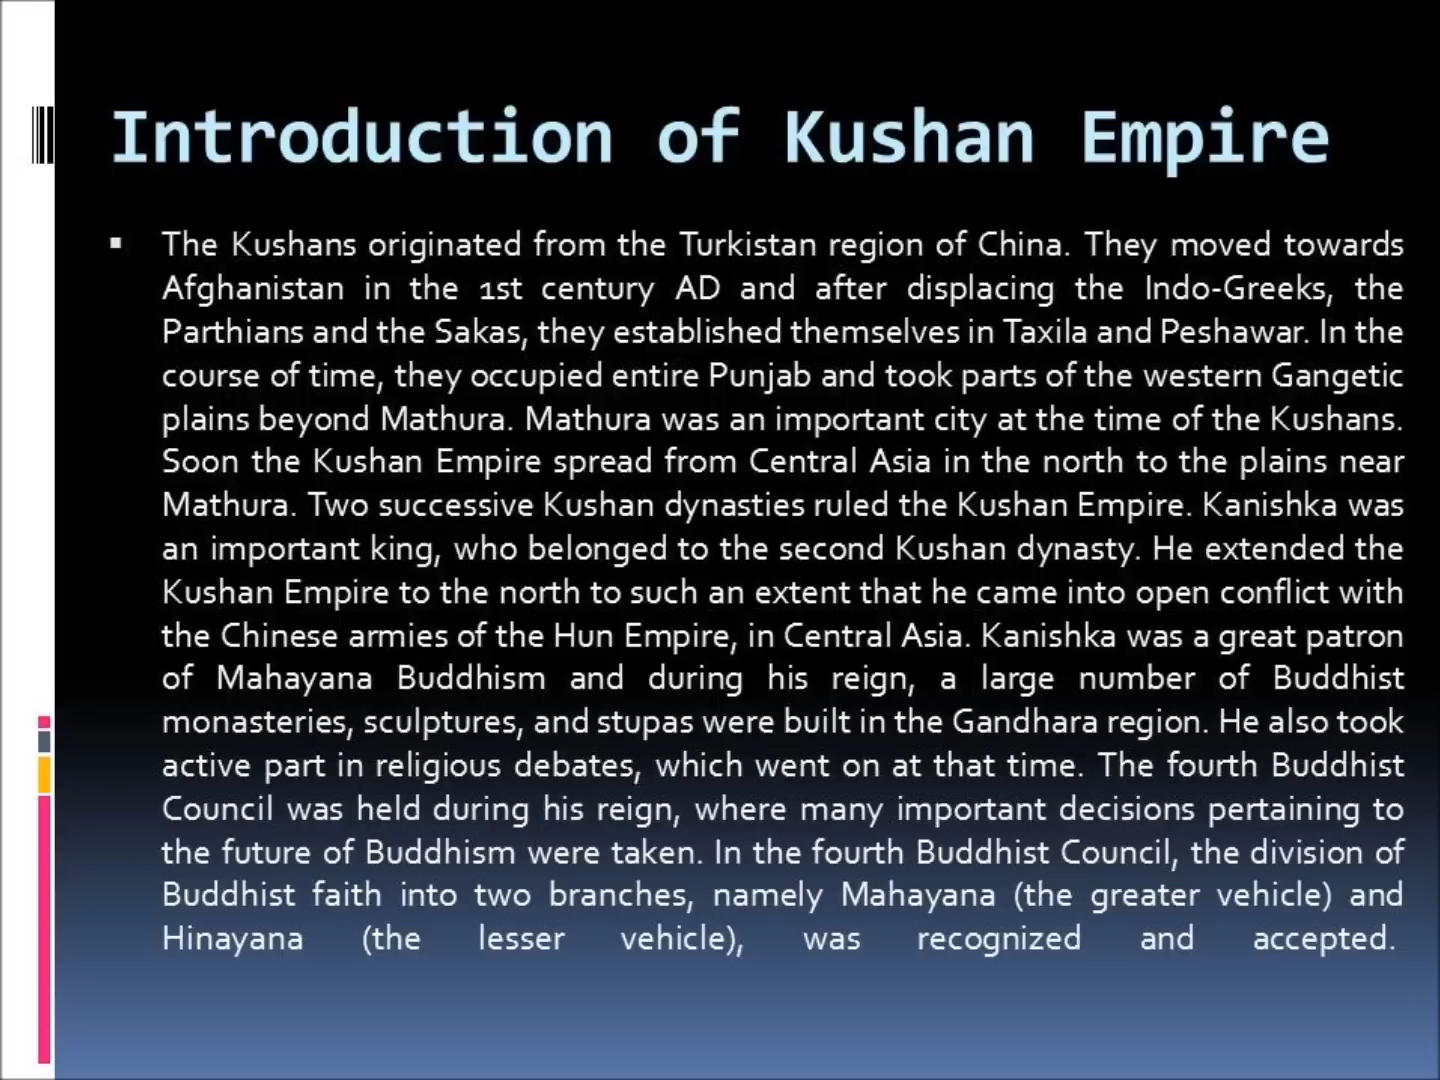 Introduction of Kushan Empire
The Kushans originated from the Turkistan region of China. They moved towards
Afghanistan in the 1st century AD and after displacing the Indo-Greeks, the
Parthians and the Sakas, they established themselves in Taxila and Peshawar. In the
course of time, they occupied entire Punjab and took parts of the western Gangetic
plains beyond Mathura. Mathura was an important city at the time of the Kushans.
Soon the Kushan Empire spread from Central Asia in the north to the plains near
Mathura. Two successive Kushan dynasties ruled the Kushan Empire. Kanishka was
an important king, who belonged to the second Kushan dynasty. He extended the
Kushan Empire to the north to such an extent that he came into open conflict with
the Chinese armies of the Hun Empire, in Central Asia. Kanishka was a great patron
of Mahayana Buddhism and during his reign, a large number of Buddhist
monasteries, sculptures, and stupas were built in the Gandhara region. He also took
active part in religious debates, which went on at that time. The fourth Buddhist
Council was held during his reign, where many important decisions pertaining to
the future of Buddhism were taken. In the fourth Buddhist Council, the division of
Buddhist faith into two branches, namely Mahayana (the greater vehicle) and
Hinayana (the lesser vehicle), was recognized and accepted.